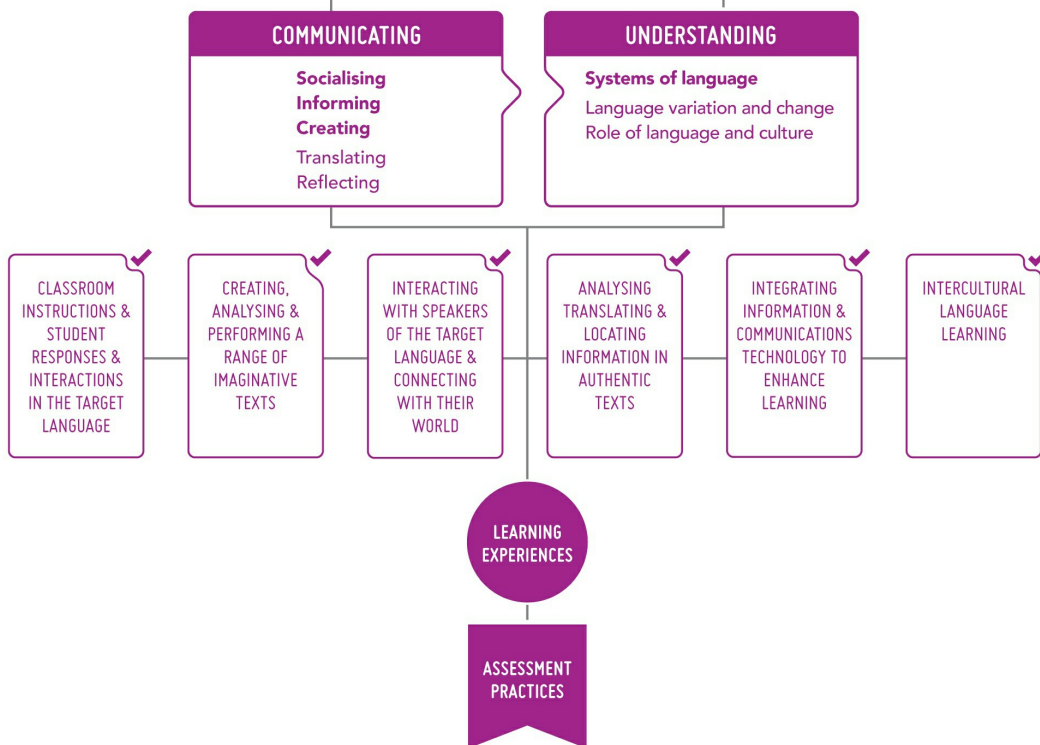 COMMUNICATING
Socialising
Informing
Creating
Translating
Reflecting
UNDERSTANDING
Systems of language
Language variation and change
Role of language and culture
CLASSROOM
INSTRUCTIONS &
STUDENT
RESPONSES &
INTERACTIONS
IN THE TARGET
LANGUAGE
CREATING,
ANALYSING &
PERFORMING A
RANGE OF
IMAGINATIVE
TEXTS
INTERACTING
WITH SPEAKERS
OF THE TARGET
LANGUAGE &
CONNECTING
WITH THEIR
WORLD
ANALYSING
TRANSLATING &
LOCATING
INFORMATION IN
AUTHENTIC
TEXTS
INTEGRATING
INFORMATION &
COMMUNICATIONS
TECHNOLOGY TO
ENHANCE
LEARNING
INTERCULTURAL
LANGUAGE
LEARNING
LEARNING
EXPERIENCES
ASSESSMENT
PRACTICES